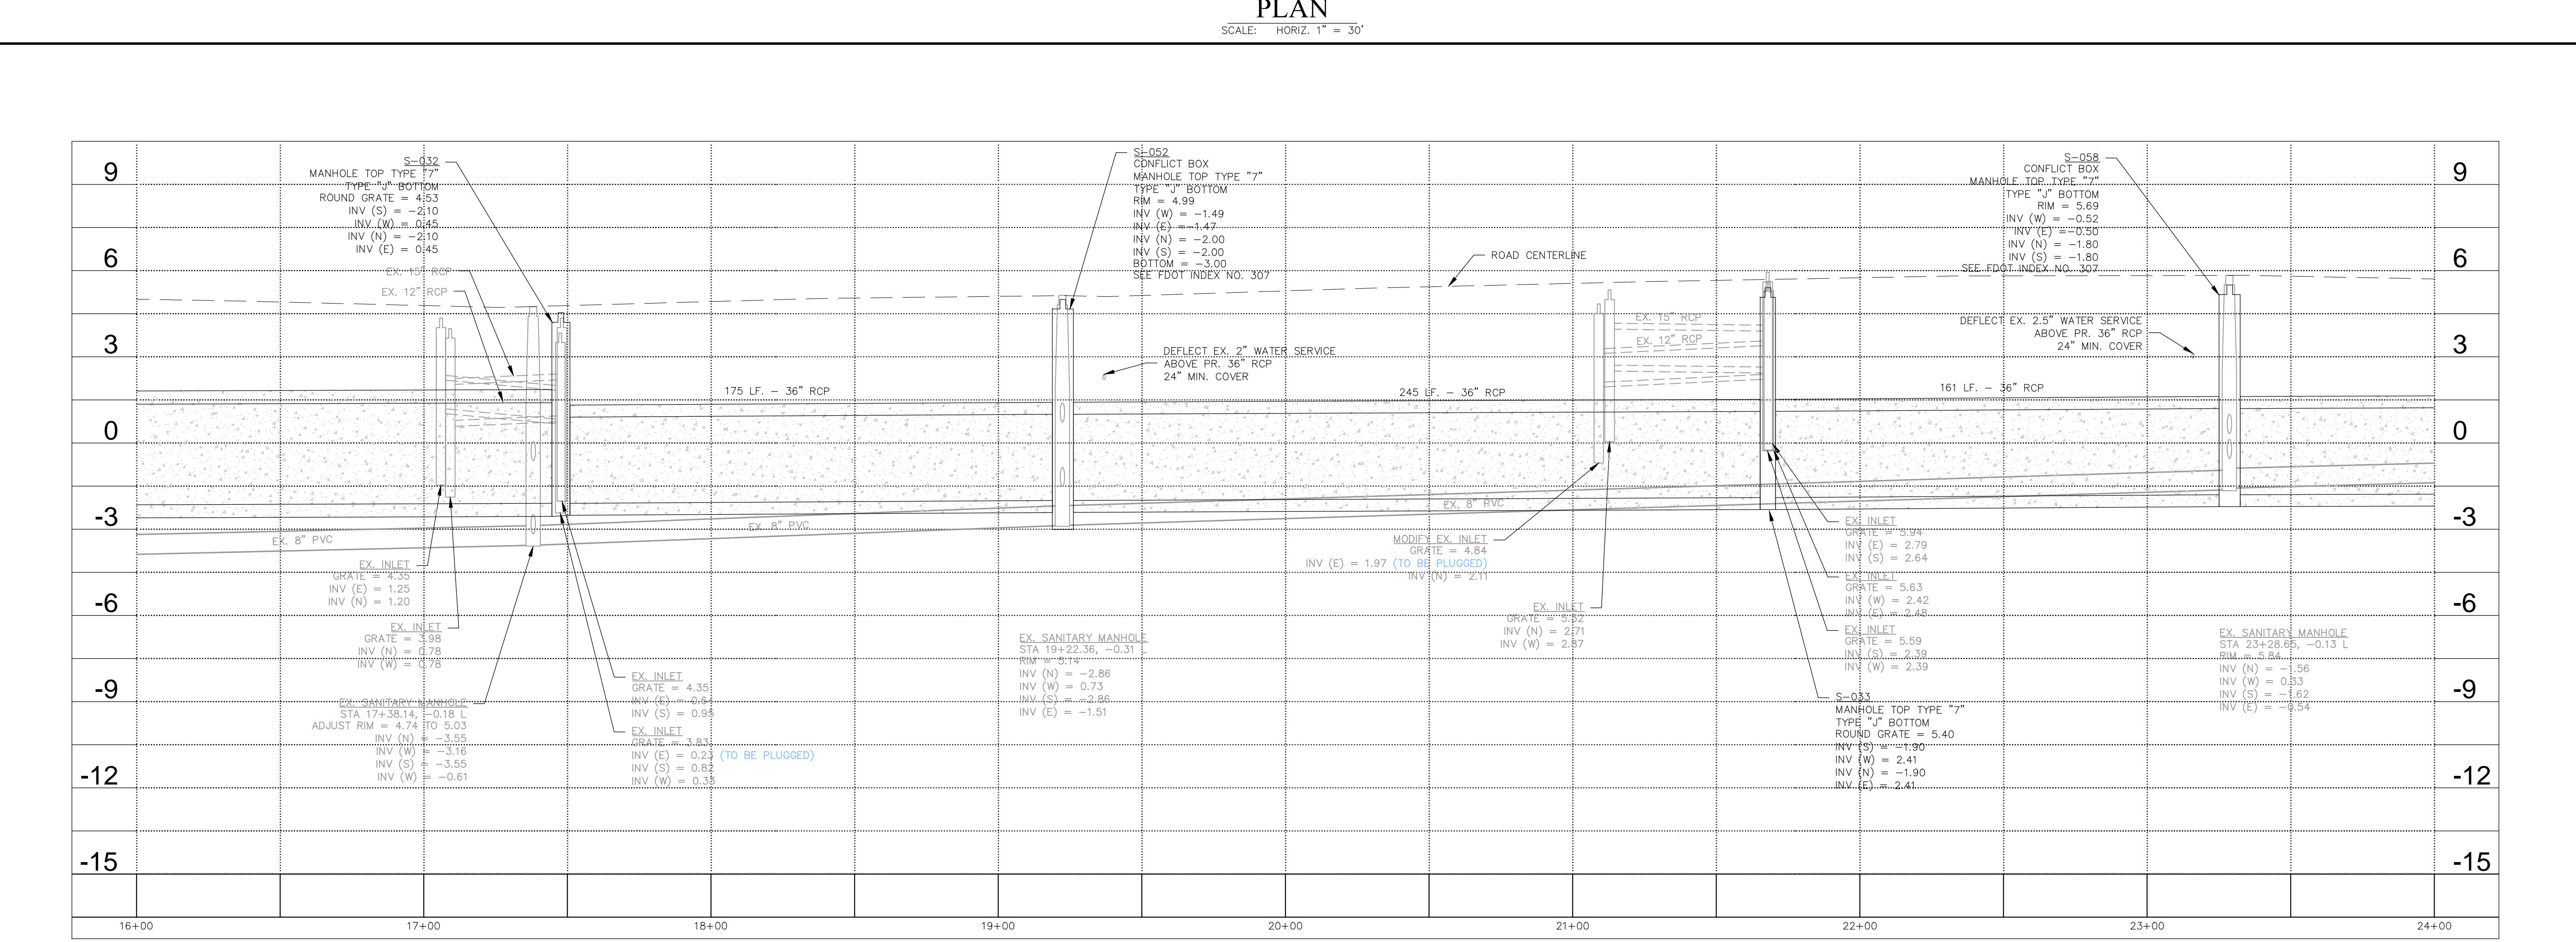 PLAN
SCALE: HORIZ. 1" = 30'
9
6
3
0
-3
-6
-9
-12
-15
S-032
MANHOLE TOP TYPE "7"
TYPE "J" BOTTOM
ROUND GRATE = 4.53
INV (S) = -2.10
INV (W) = 0.45
INV (N) = -2.10
INV (E) = 0.45
EX. 15" RCP
EX. 12" RCP
S-052
CONFLICT BOX
MANHOLE TOP TYPE "7"
TYPE "J" BOTTOM
RIM = 4.99
INV (W) = -1.49
INV (E) =-1.47
INV (N) = -2.00
INV (S) = -2.00
BOTTOM = -3.00
SEE FDOT INDEX NO. 307
ROAD CENTERLINE
S-058
CONFLICT BOX
MANHOLE TOP TYPE "7"
TYPE "J" BOTTOM
RIM = 5.69
INV (W) = -0.52
INV (E) =-0.50
INV (N) = -1.80
INV (S) = -1.80
SEE FDOT INDEX NO. 307
DEFLECT EX. 2" WATER SERVICE
ABOVE PR. 36" RCP
24" MIN. COVER
EX. 15" RCP
EX. 12" RCP
DEFLECT EX. 2.5" WATER SERVICE
ABOVE PR. 36" RCP
24" MIN. COVER
175 LF. - 36" RCP
245 LF. - 36" RCP
161 LF. - 36" RCP
EX. 8" PVC
EX. 8" PVC
EX. 8" PVC
EX. INLET
GRATE = 4.35
INV (E) = 1.25
INV (N) = 1.20
EX. INLET
GRATE = 3.98
INV (N) = 0.78
INV (W) = 0.78
EX. SANITARY MANHOLE
STA 17+38.14, -0.18 L
ADJUST RIM = 4.74 TO 5.03
INV (N) = -3.55
INV (W) = -3.16
INV (S) = -3.55
INV (W) = -0.61
EX. INLET
GRATE = 4.35
INV (E) = 0.64
INV (S) = 0.95
EX. INLET
GRATE = 3.83
INV (E) = 0.23 (TO BE PLUGGED)
INV (S) = 0.82
INV (W) = 0.33
EX. SANITARY MANHOLE
STA 19+22.36, -0.31 L
RIM = 5.14
INV (N) = -2.86
INV (W) = 0.73
INV (S) = -2.86
INV (E) = -1.51
MODIFY EX. INLET
GRATE = 4.84
INV (E) = 1.97 (TO BE PLUGGED)
INV (N) = 2.11
EX. INLET
GRATE = 5.52
INV (N) = 2.71
INV (W) = 2.87
EX. INLET
GRATE = 5.94
INV (E) = 2.79
INV (S) = 2.64
EX. INLET
GRATE = 5.63
INV (W) = 2.42
INV (E) = 2.48
EX. INLET
GRATE = 5.59
INV (S) = 2.39
INV (W) = 2.39
S-033
MANHOLE TOP TYPE "7"
TYPE "J" BOTTOM
ROUND GRATE = 5.40
INV (S) = -1.90
INV (W) = 2.41
INV (N) = -1.90
INV (E) = 2.41
EX. SANITARY MANHOLE
STA 23+28.65, -0.13 L
RIM = 5.84
INV (N) = -1.56
INV (W) = 0.33
INV (S) = -1.62
INV (E) = -0.54
9
6
3
0
-3
-6
-9
-12
-15
16+00
17+00
18+00
19+00
20+00
21+00
22+00
23+00
24+00